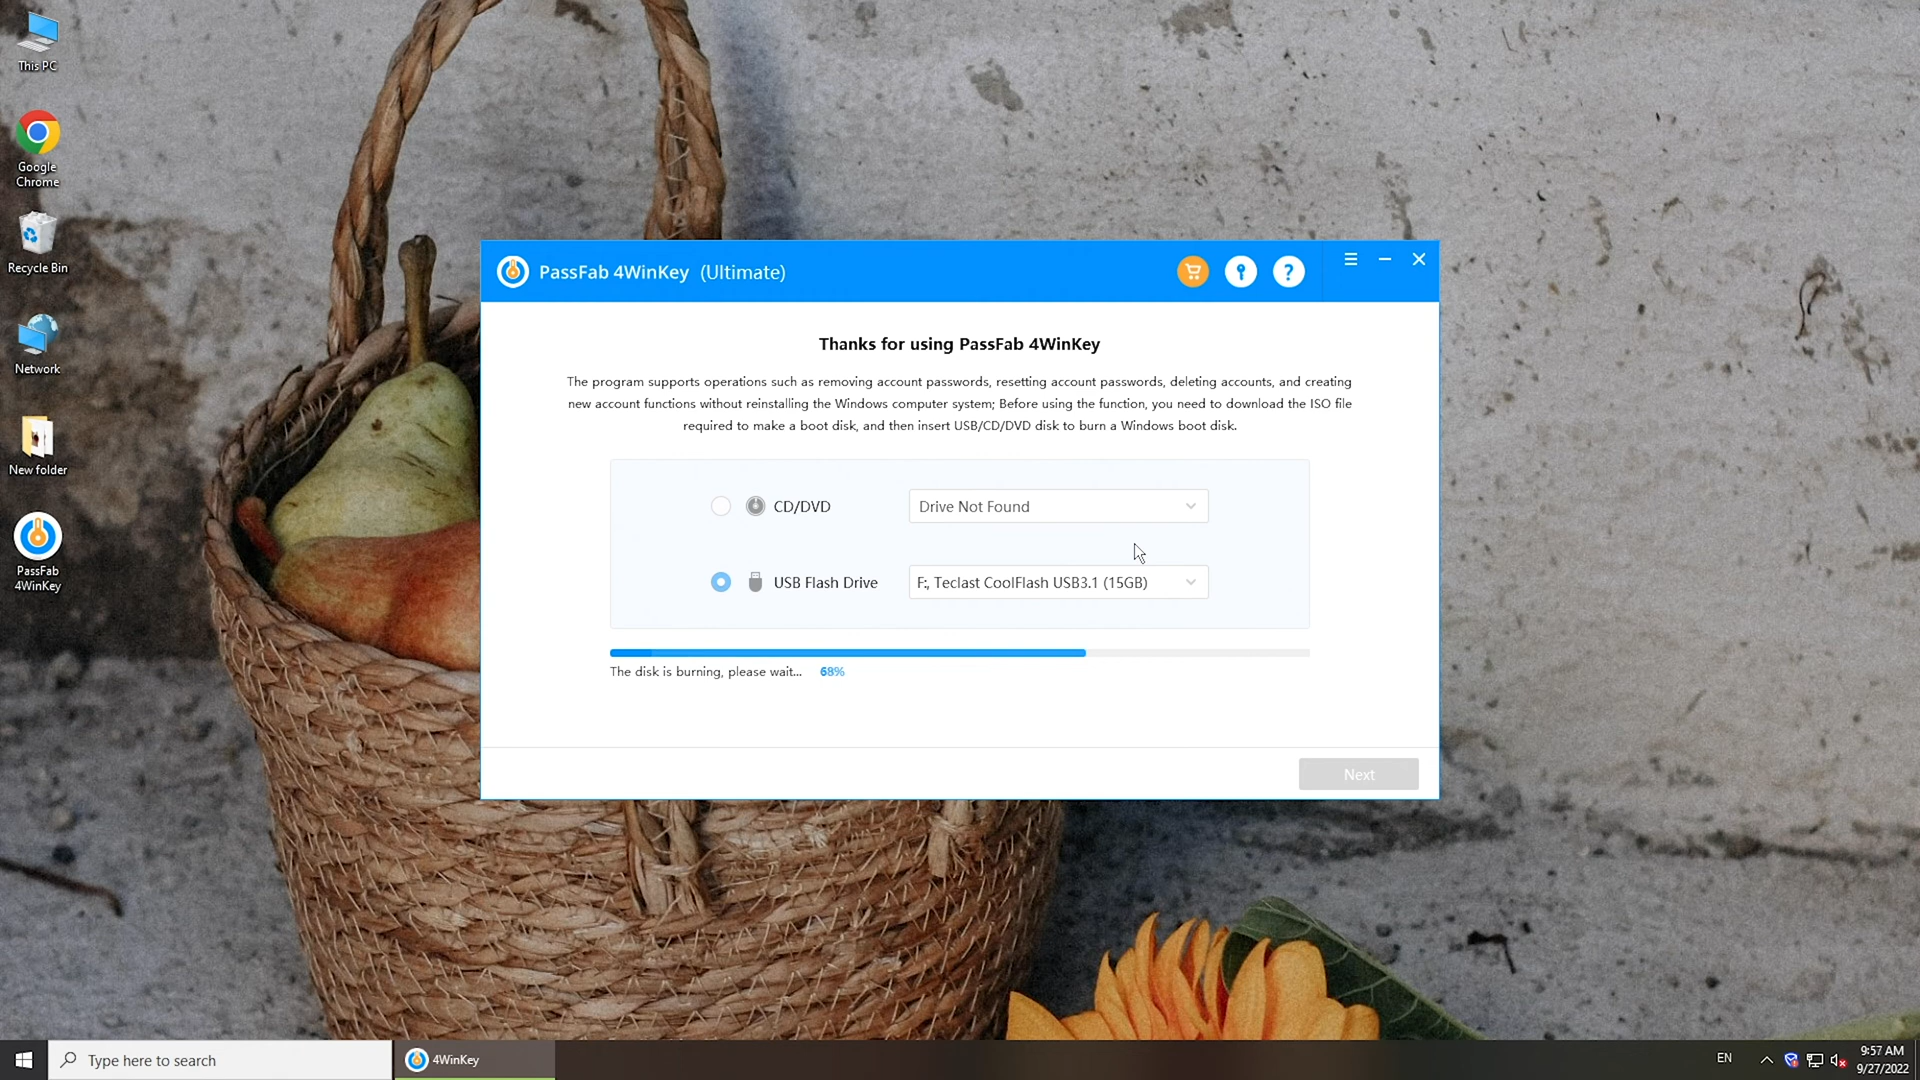 This PC
Google
Chrome
Recycle Bin
Network
New folder
PassFab
4WinKey
PassFab 4WinKey (Ultimate)
?
Thanks for using PassFab 4WinKey
The program supports operations such as removing account passwords, resetting account passwords, deleting accounts, and creating
new account functions without reinstalling the Windows computer system; Before using the function, you need to download the ISO file
required to make a boot disk, and then insert USB/CD/DVD disk to burn a Windows boot disk.
CD/DVD
Drive Not Found
USB Flash Drive
F:, Teclast CoolFlash USB3.1 (15GB)
The disk is burning, please wait... 68%
Next
Type here to search
4WinKey
EN
9:57 AM
9/27/2022